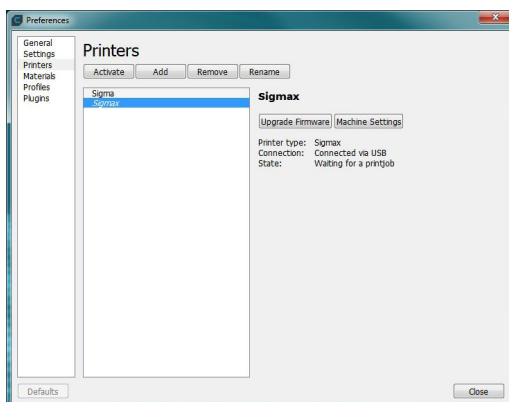 Preferences
General
Settings
Printers
Materials
Profiles
Plugins
Printers
Activate Add Remove Rename
Sigma
Sigmax
Sigmax
Upgrade Firmware Machine Settings
Printer type: Sigmax
Connection: Connected via USB
State: Waiting for a printjob
Defaults Close